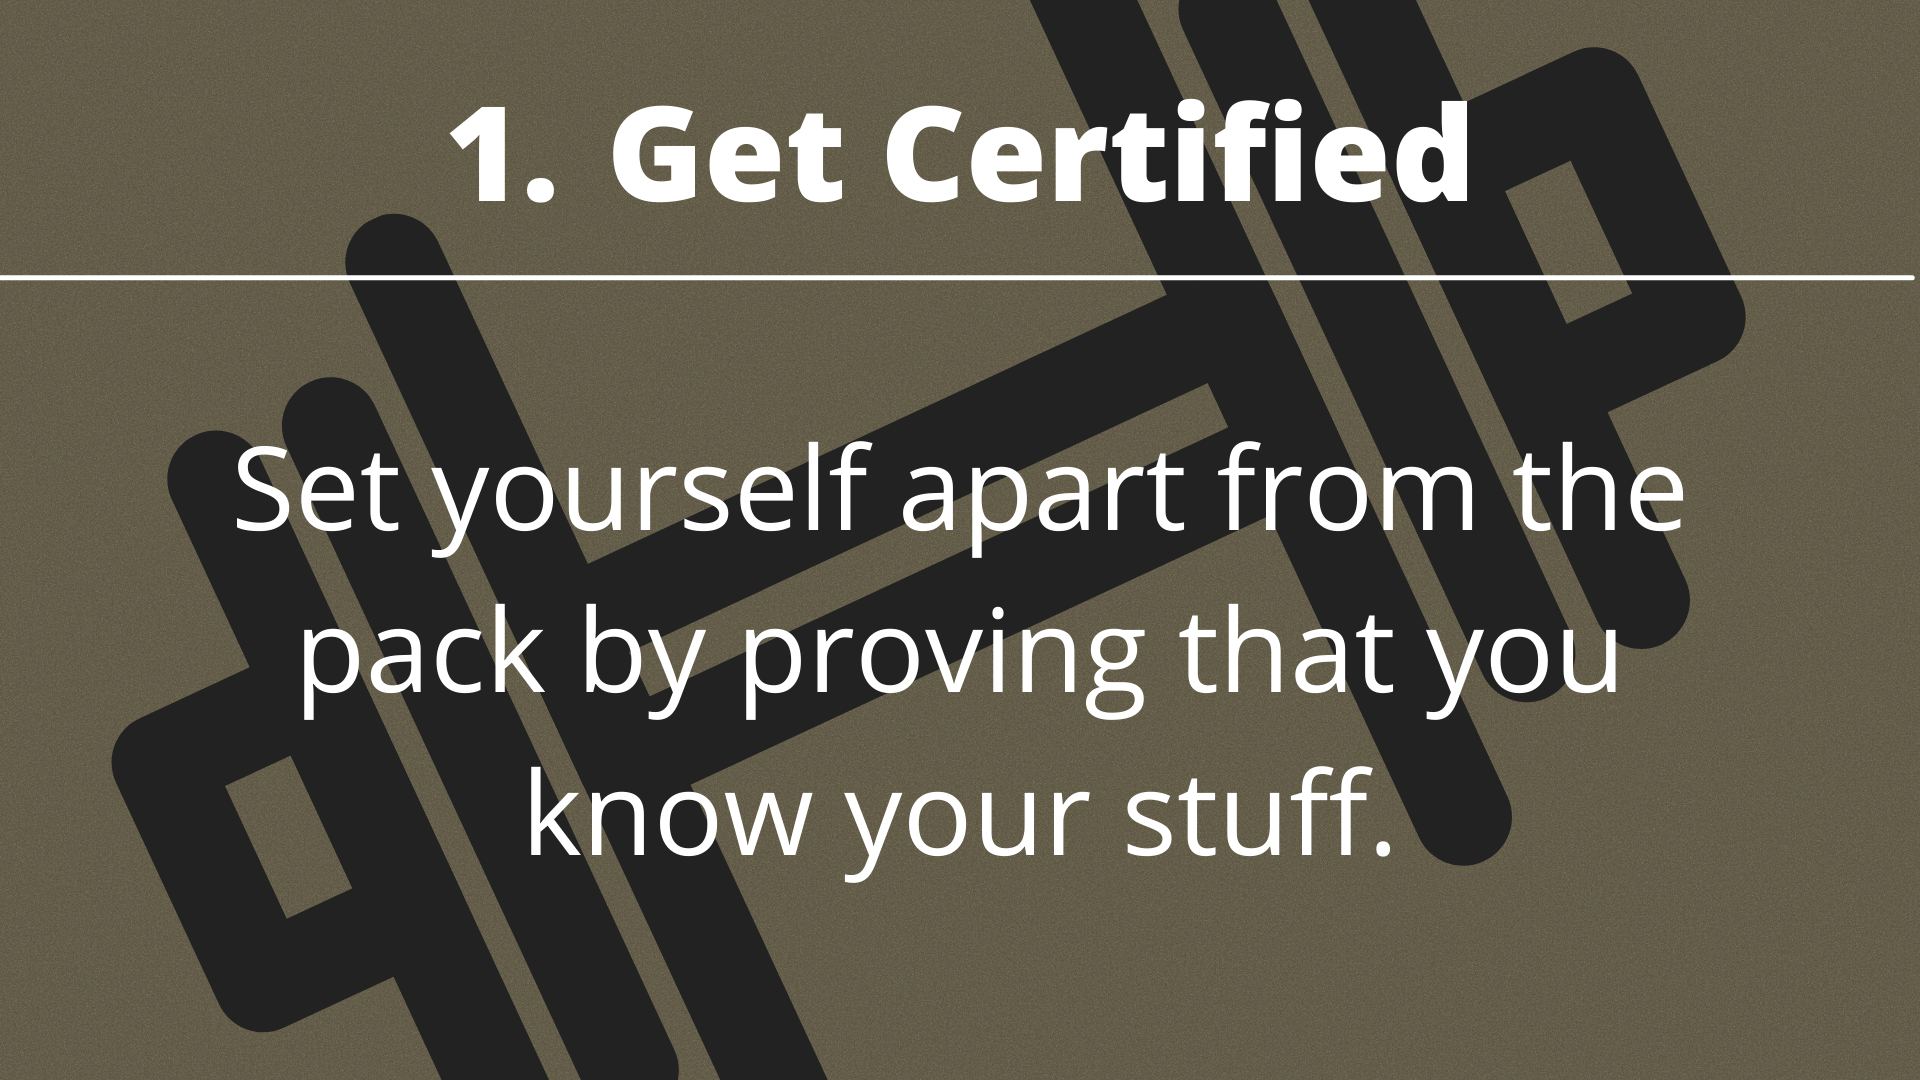 1. Get Certified
Set yourself apart from the
pack by proving that you
know your stuff.